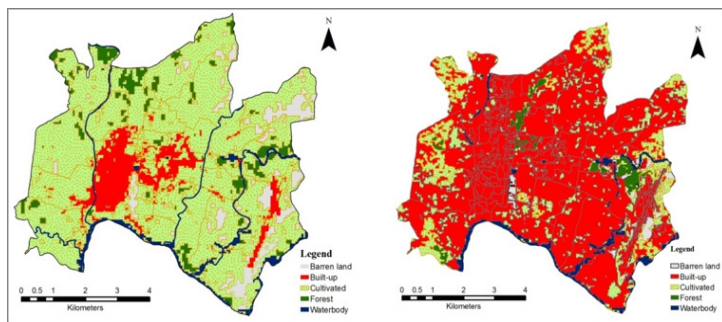 N
Legend
Barren land
Built-up
Cultivated
Forest
Waterbody
0 0.5 1 2 3 4
Kilometers
N
Legend
Barren land
Built-up
Cultivated
Forest
Waterbody
0 0.5 1 2 3 4
Kilometers